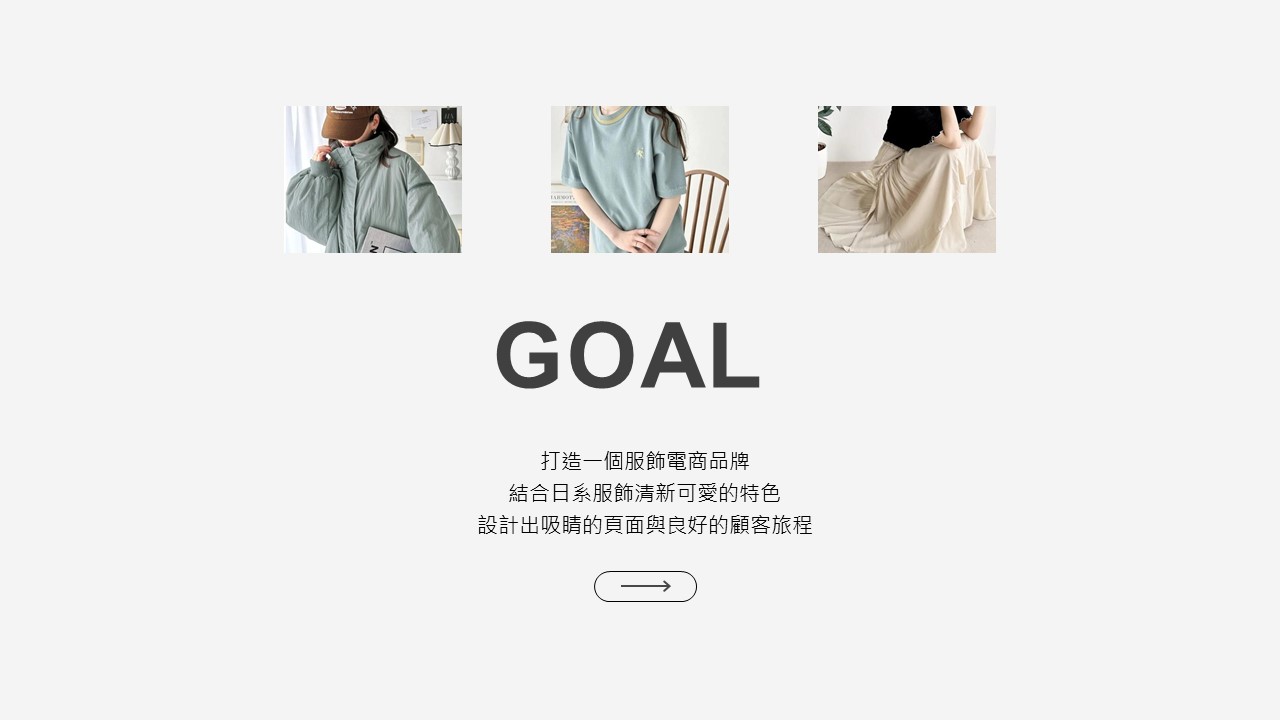 GOAL
打造一個服飾電商品牌
結合日系服飾清新可愛的特色
設計出吸睛的頁面與良好的顧客旅程